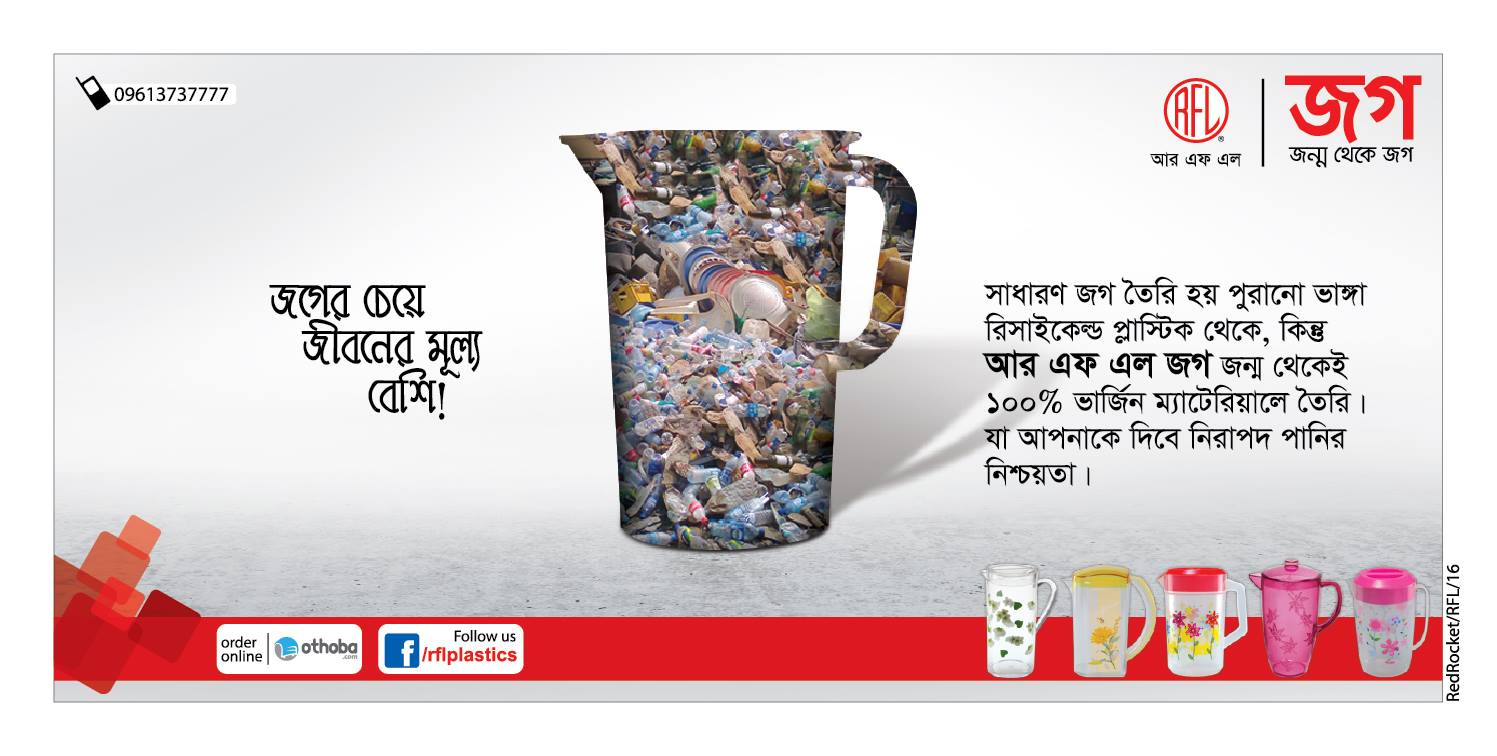 09613737777
RFL
আর এফ এল
জগ
জন্ম থেকে জগ
জগের চেয়ে
জীবনের মূল্য
বেশি!
সাধারণ জগ তৈরি হয় পুরানো ভাঙ্গা
রিসাইকেল্ড প্লাস্টিক থেকে, কিন্তু
আর এফ এল জগ জন্ম থেকেই
১০০% ভার্জিন ম্যাটেরিয়ালে তৈরি।
যা আপনাকে দিবে নিরাপদ পানির
নিশ্চয়তা।
order
online
othoba
.com
Follow us
f/rflplastics
RedRocket/RFL/16